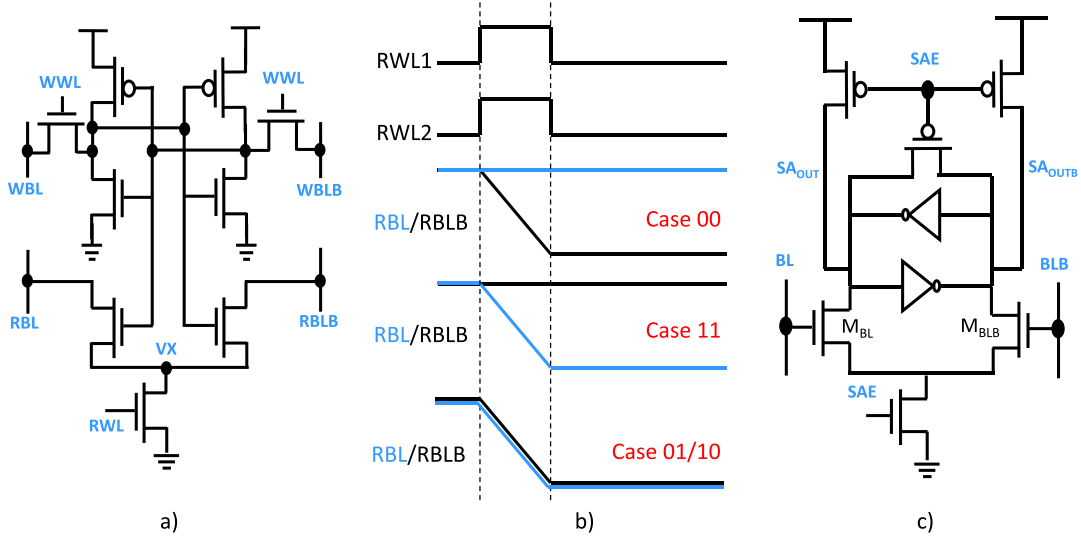 WWL
WWL
WBL
WBLB
RBL
RBLB
VX
RWL
a)
RWL1
RWL2
RBL/RBLB
Case 00
RBL/RBLB
Case 11
RBL/RBLB
Case 01/10
b)
SAE
SAOUT
SAOUTB
BL
BLB
MBL
MBLB
SAE
c)